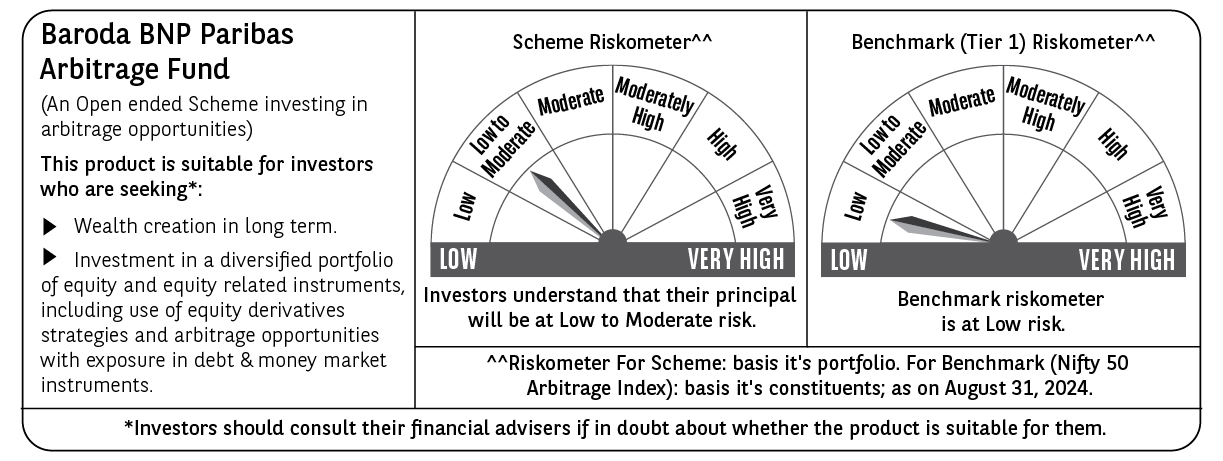 Baroda BNP Paribas
Arbitrage Fund
(An Open ended Scheme investing in
arbitrage opportunities)
This product is suitable for investors
who are seeking*:
▶ Wealth creation in long term.
▶ Investment in a diversified portfolio
of equity and equity related instruments,
including use of equity derivatives
strategies and arbitrage opportunities
with exposure in debt & money market
instruments.
Scheme Riskometer^^
Low
Low to
Moderate
Moderate
Moderately
High
High
Very
High
LOW
VERY HIGH
Investors understand that their principal
will be at Low to Moderate risk.
Benchmark (Tier 1) Riskometer^^
Low
Low to
Moderate
Moderate
Moderately
High
High
Very
High
LOW
VERY HIGH
Benchmark riskometer
is at Low risk.
^^Riskometer For Scheme: basis it's portfolio. For Benchmark (Nifty 50
Arbitrage Index): basis it's constituents; as on August 31, 2024.
*Investors should consult their financial advisers if in doubt about whether the product is suitable for them.